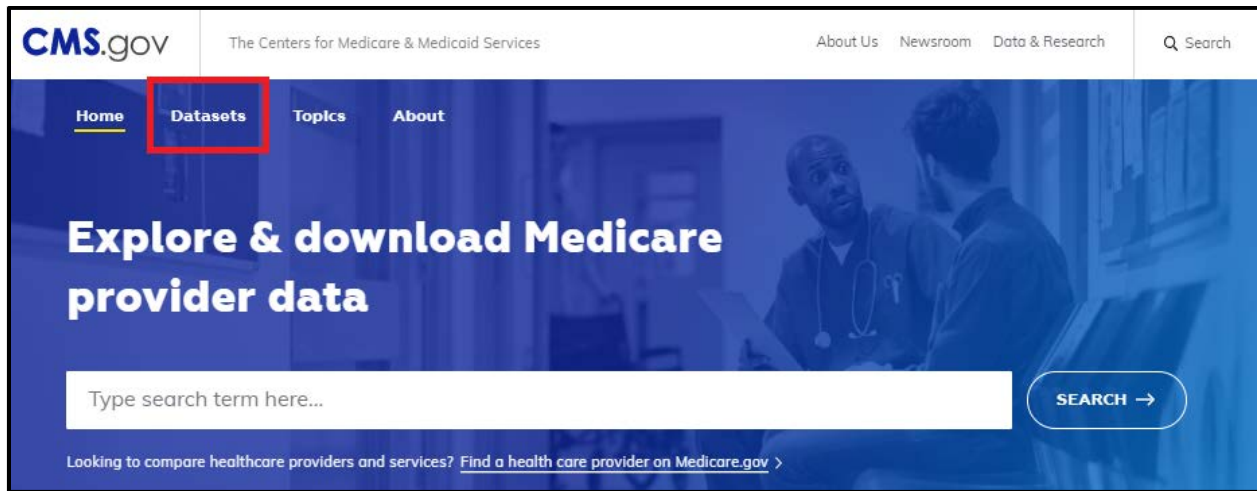 CMS.gov
The Centers for Medicare & Medicaid Services
About Us Newsroom Data & Research Search
Home Datasets Topics About
Explore & download Medicare
provider data
Type search term here...
SEARCH →
Looking to compare healthcare providers and services? Find a health care provider on Medicare.gov >